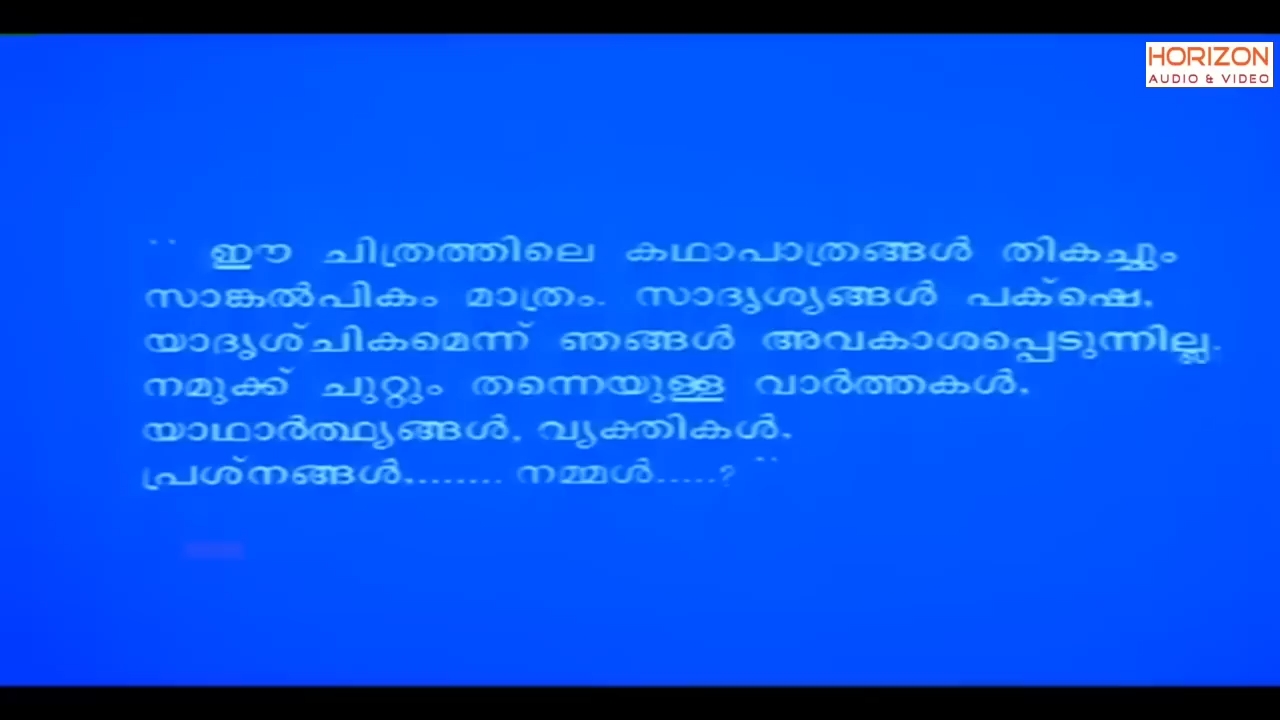 HORIZON
AUDIO & VIDEO
`` ഈ ചിത്രത്തിലെ കഥാപാത്രങ്ങൾ തികച്ചും
സാങ്കൽപികം മാത്രം. സാദൃശ്യങ്ങൾ പക്ഷെ,
യാദൃശ്ചികമെന്ന് ഞങ്ങൾ അവകാശപ്പെടുന്നില്ല.
നമുക്ക് ചുറ്റും തന്നെയുള്ള വാർത്തകൾ,
യാഥാർത്ഥ്യങ്ങൾ, വ്യക്തികൾ,
പ്രശ്നങ്ങൾ,....... നമ്മൾ.....? ``